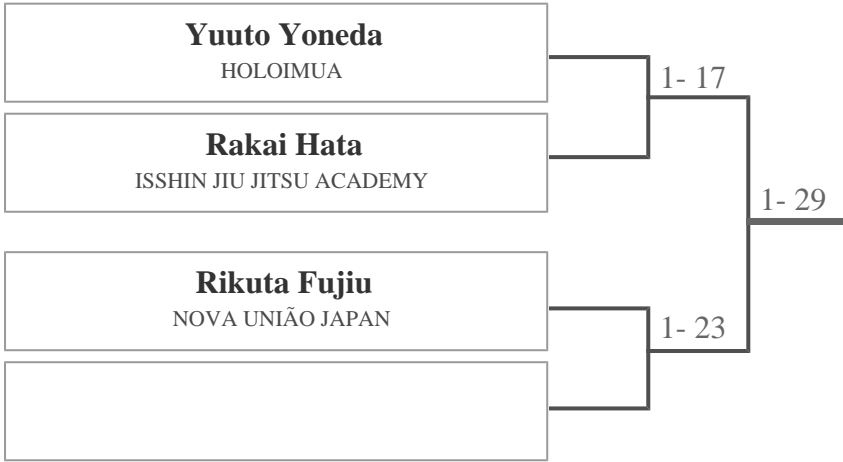 Yuuto Yoneda
HOLOIMUA
1- 17
Rakai Hata
ISSHIN JIU JITSU ACADEMY
1- 29
Rikuta Fujiu
NOVA UNIÃO JAPAN
1- 23